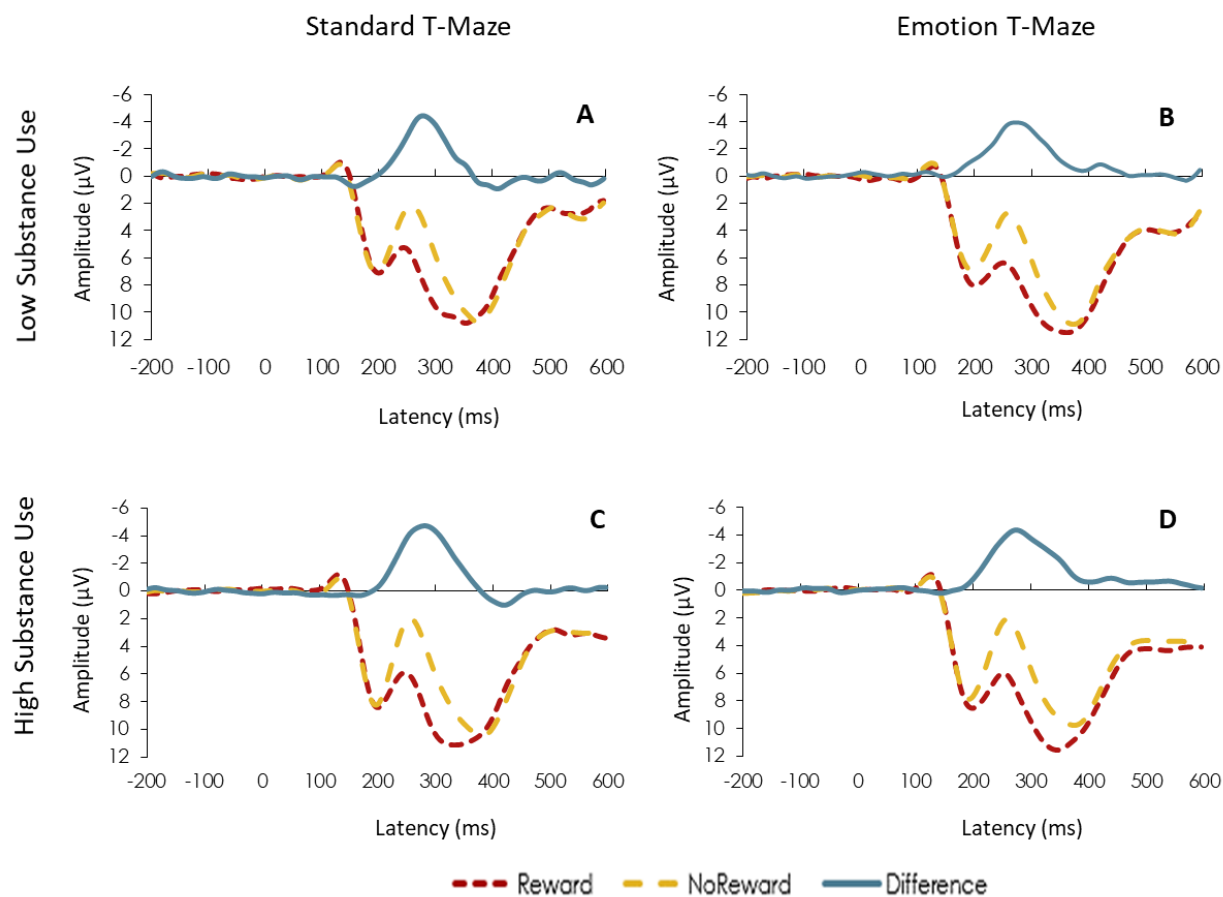 Standard T-Maze
Emotion T-Maze
Low Substance Use
High Substance Use
A
Amplitude (µV)
-6
-4
-2
0
2
4
6
8
10
12
-200 -100 0 100 200 300 400 500 600
Latency (ms)
B
Amplitude (µV)
-6
-4
-2
0
2
4
6
8
10
12
-200 -100 0 100 200 300 400 500 600
Latency (ms)
C
Amplitude (µV)
-6
-4
-2
0
2
4
6
8
10
12
-200 -100 0 100 200 300 400 500 600
Latency (ms)
D
Amplitude (µV)
-6
-4
-2
0
2
4
6
8
10
12
-200 -100 0 100 200 300 400 500 600
Latency (ms)
Reward NoReward Difference